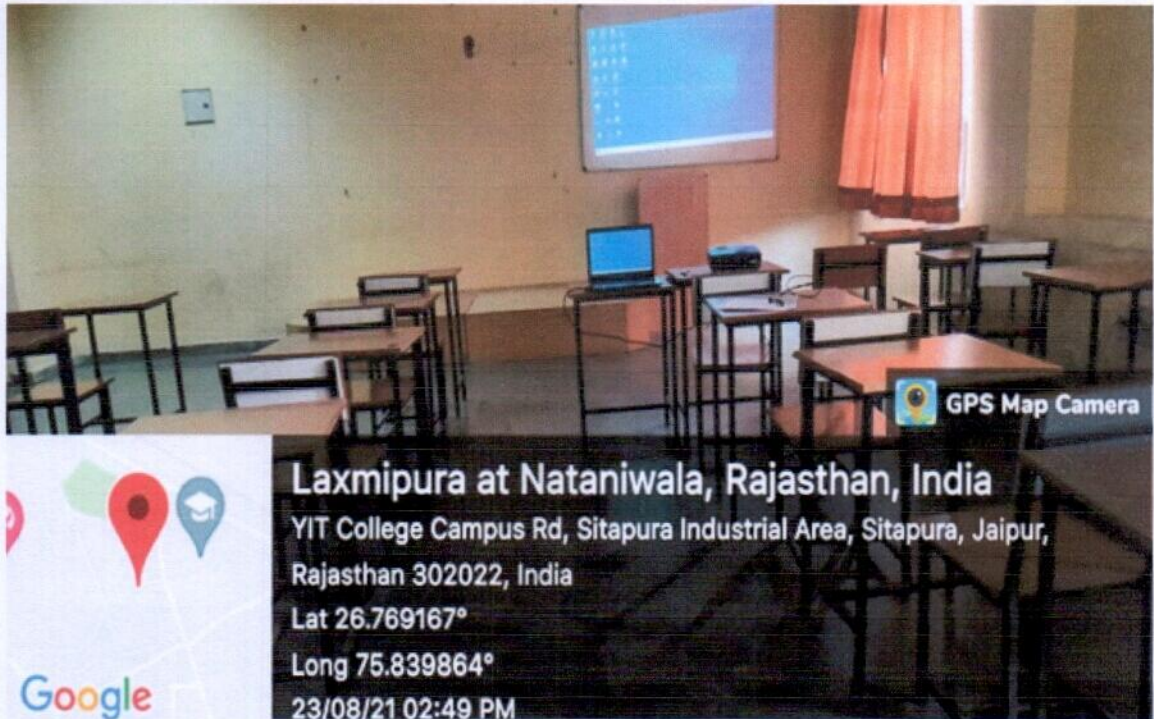 GPS Map Camera
Laxmipura at Nataniwala, Rajasthan, India
YIT College Campus Rd, Sitapura Industrial Area, Sitapura, Jaipur,
Rajasthan 302022, India
Lat 26.769167°
Long 75.839864°
23/08/21 02:49 PM
Google